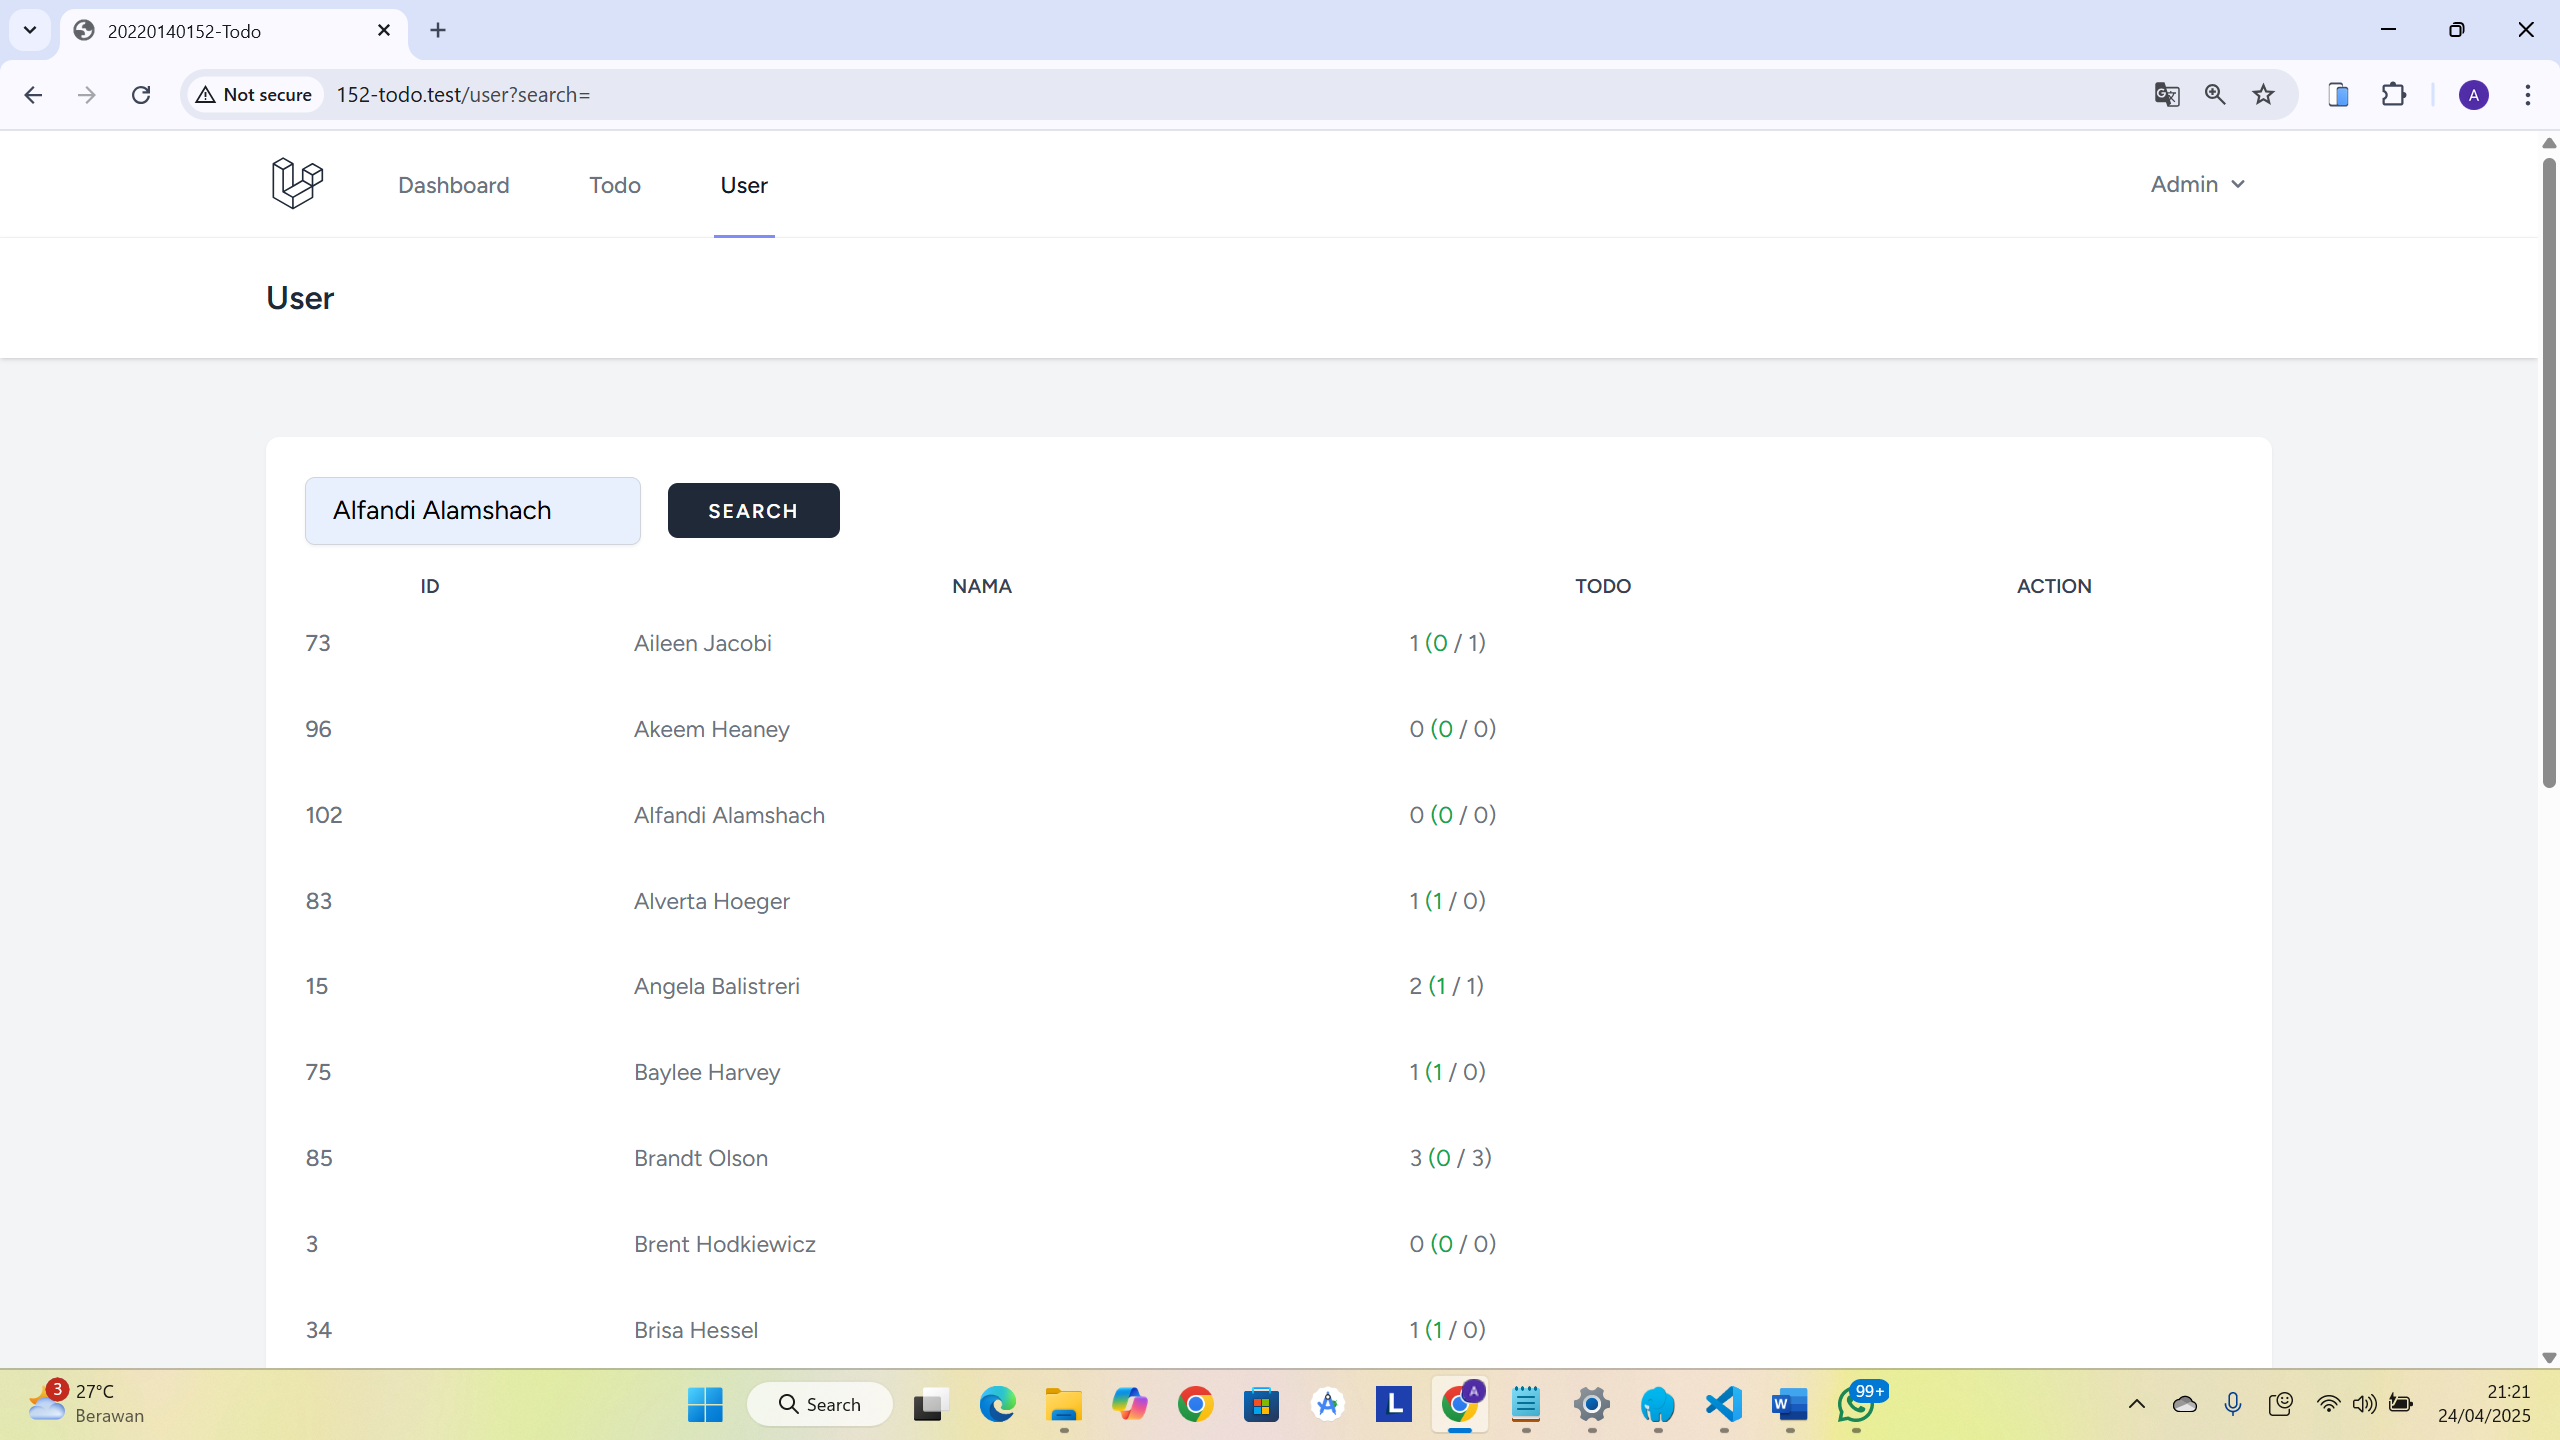 20220140152-Todo
Not secure 152-todo.test/user?search=
A
Dashboard Todo User Admin
User
Alfandi Alamshach SEARCH
ID NAMA TODO ACTION
73 Aileen Jacobi 1 (0 / 1)
96 Akeem Heaney 0 (0 / 0)
102 Alfandi Alamshach 0 (0 / 0)
83 Alverta Hoeger 1 (1 / 0)
15 Angela Balistreri 2 (1 / 1)
75 Baylee Harvey 1 (1 / 0)
85 Brandt Olson 3 (0 / 3)
3 Brent Hodkiewicz 0 (0 / 0)
34 Brisa Hessel 1 (1 / 0)
3 27°C
Berawan
Search
L
A
W
99+
21:21
24/04/2025